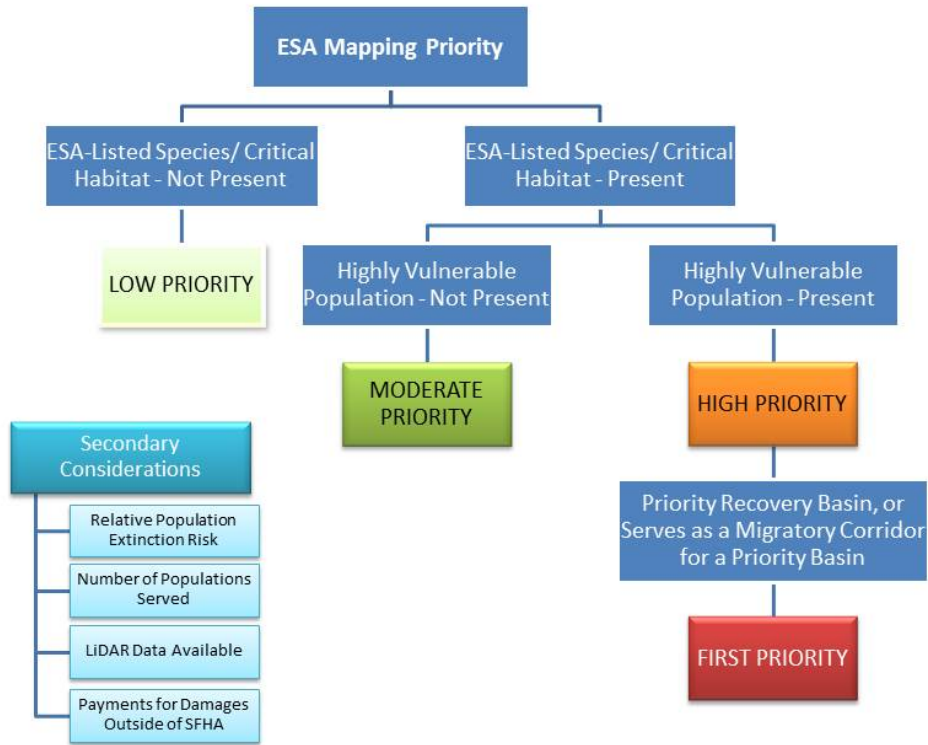 ESA Mapping Priority
ESA-Listed Species/ Critical
Habitat - Not Present
ESA-Listed Species/ Critical
Habitat - Present
LOW PRIORITY
Highly Vulnerable
Population - Not Present
Highly Vulnerable
Population - Present
MODERATE
PRIORITY
HIGH PRIORITY
Priority Recovery Basin, or
Serves as a Migratory Corridor
for a Priority Basin
FIRST PRIORITY
Secondary
Considerations
Relative Population
Extinction Risk
Number of Populations
Served
LiDAR Data Available
Payments for Damages
Outside of SFHA